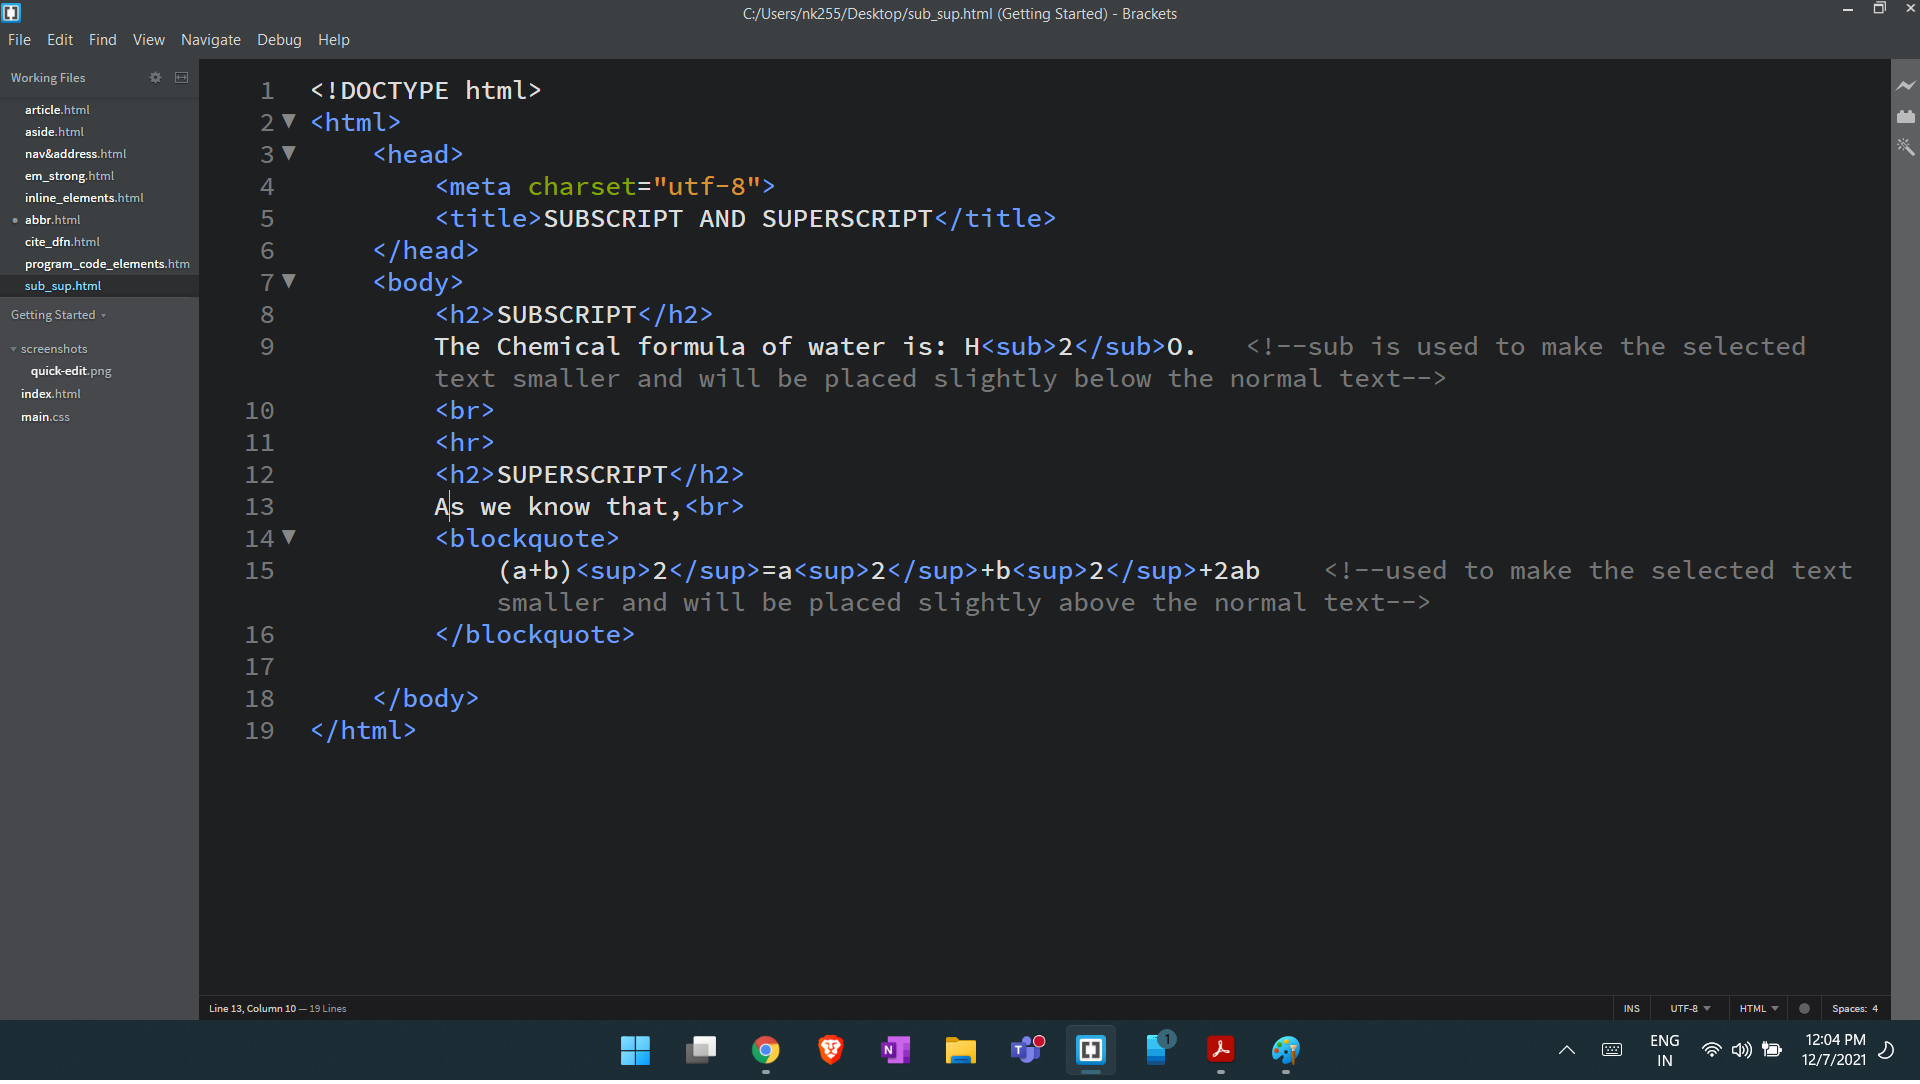 C:/Users/nk255/Desktop/sub_sup.html (Getting Started) - Brackets
File Edit Find View Navigate Debug Help
Working Files
article.html
aside.html
nav&address.html
em_strong.html
inline_elements.html
abbr.html
cite_dfn.html
program_code_elements.htm
sub_sup.html
Getting Started
screenshots
quick-edit.png
index.html
main.css
1 <!DOCTYPE html>
2 <html>
3 <head>
4 <meta charset="utf-8">
5 <title>SUBSCRIPT AND SUPERSCRIPT</title>
6 </head>
7 <body>
8 <h2>SUBSCRIPT</h2>
9 The Chemical formula of water is: H<sub>2</sub>O. <!--sub is used to make the selected
text smaller and will be placed slightly below the normal text-->
10 <br>
11 <hr>
12 <h2>SUPERSCRIPT</h2>
13 As we know that,<br>
14 <blockquote>
15 (a+b)<sup>2</sup>=a<sup>2</sup>+b<sup>2</sup>+2ab <!--used to make the selected text
smaller and will be placed slightly above the normal text-->
16 </blockquote>
17
18 </body>
19 </html>
Line 13, Column 10 — 19 Lines
INS UTF-8 HTML Spaces: 4
1
ENG
IN
12:04 PM
12/7/2021